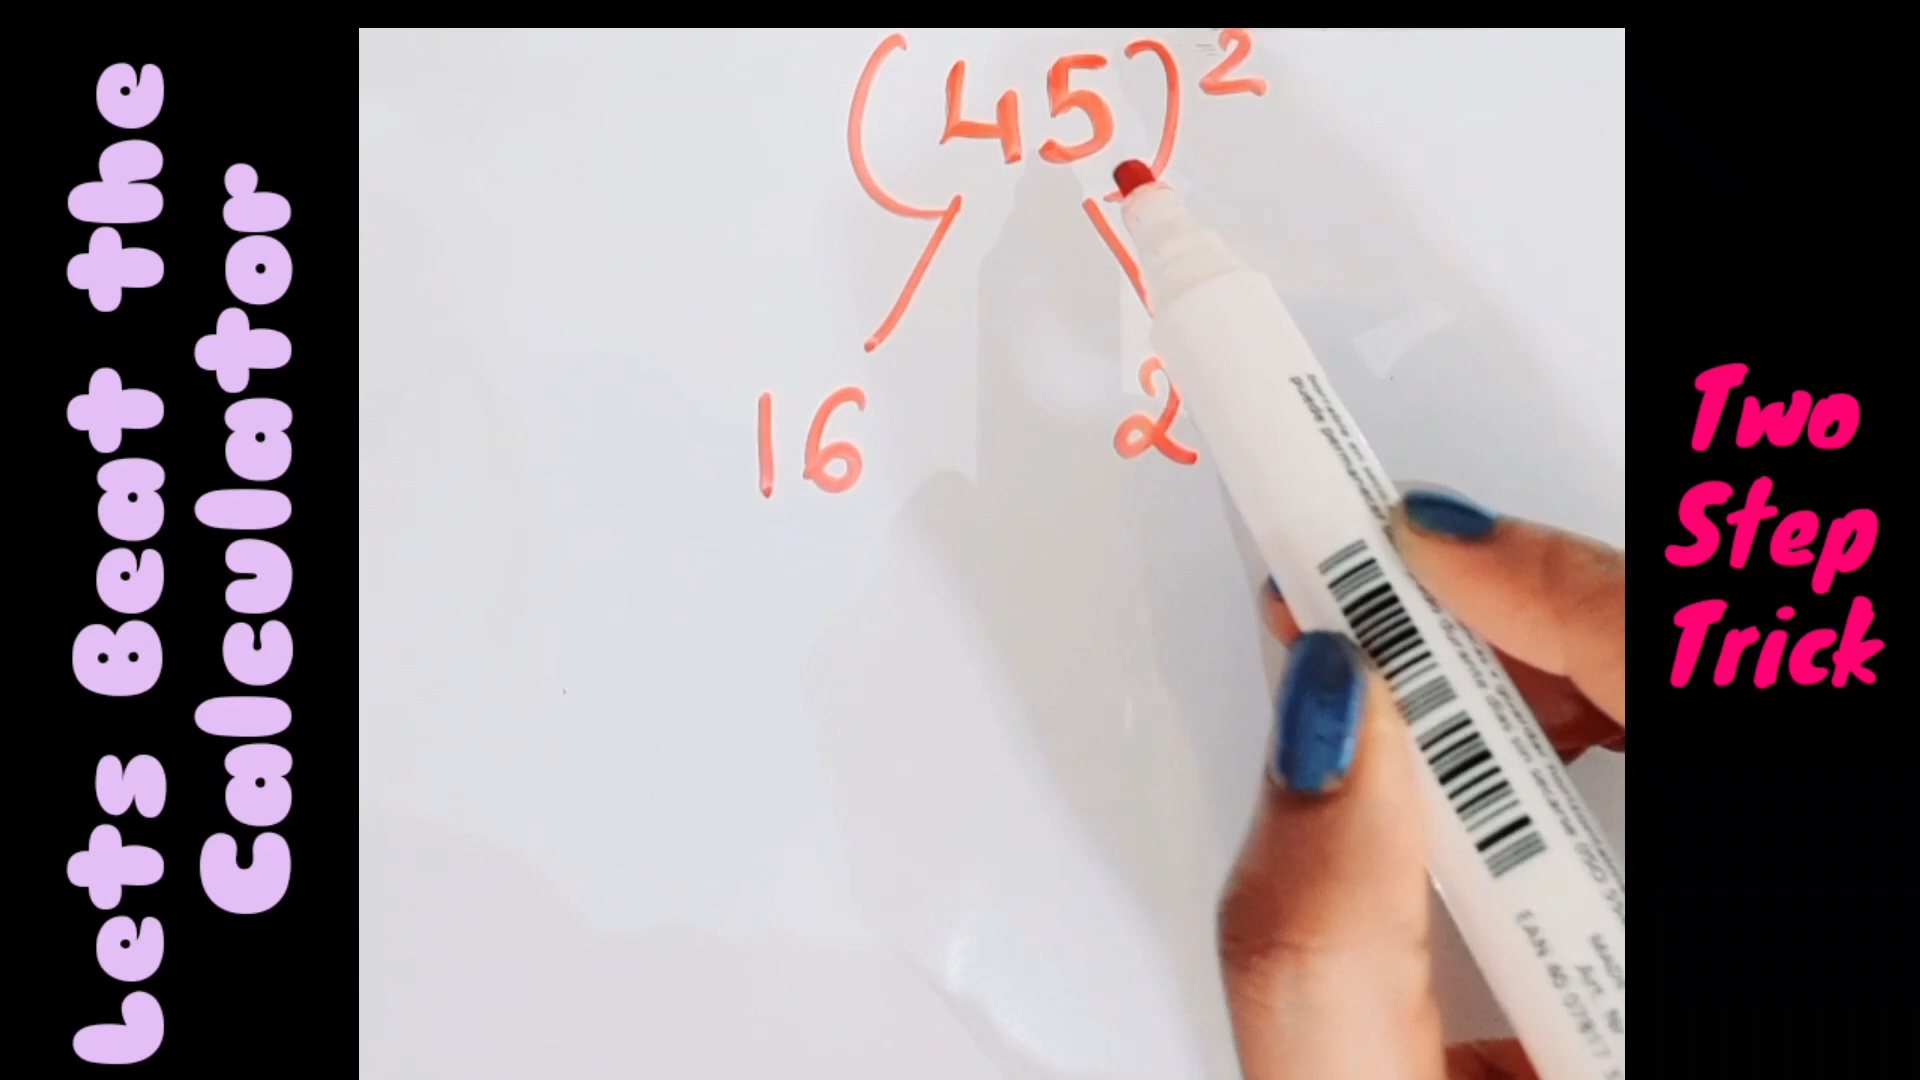 Lets Beat the
Calculator
(45)²
16 2
Two
Step
Trick